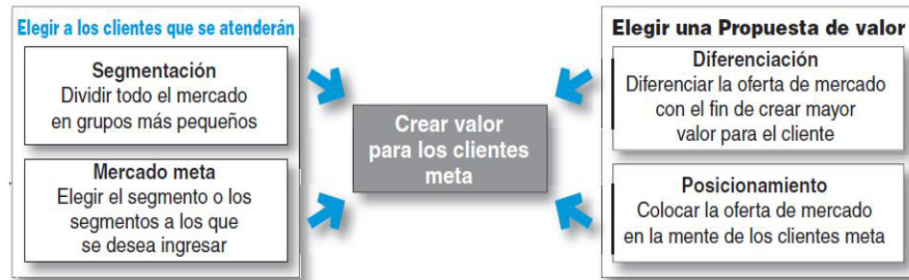 Elegir a los clientes que se atenderán
Segmentación
Dividir todo el mercado
en grupos más pequeños
Mercado meta
Elegir el segmento o los
segmentos a los que
se desea ingresar
Crear valor
para los clientes
meta
Elegir una Propuesta de valor
Diferenciación
Diferenciar la oferta de mercado
con el fin de crear mayor
valor para el cliente
Posicionamiento
Colocar la oferta de mercado
en la mente de los clientes meta